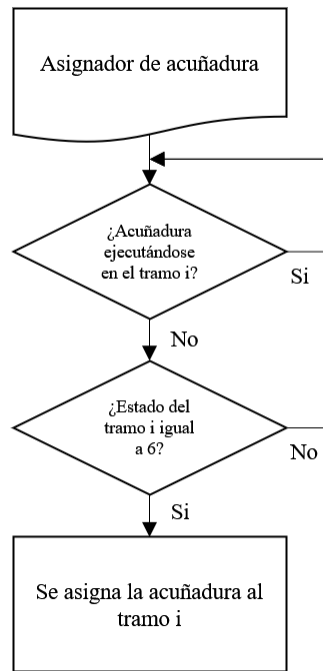 Asignador de acuñadura
¿Acuñadura
ejecutándose
en el tramo i?
Si
No
¿Estado del
tramo i igual
a 6?
No
Si
Se asigna la acuñadura al
tramo i